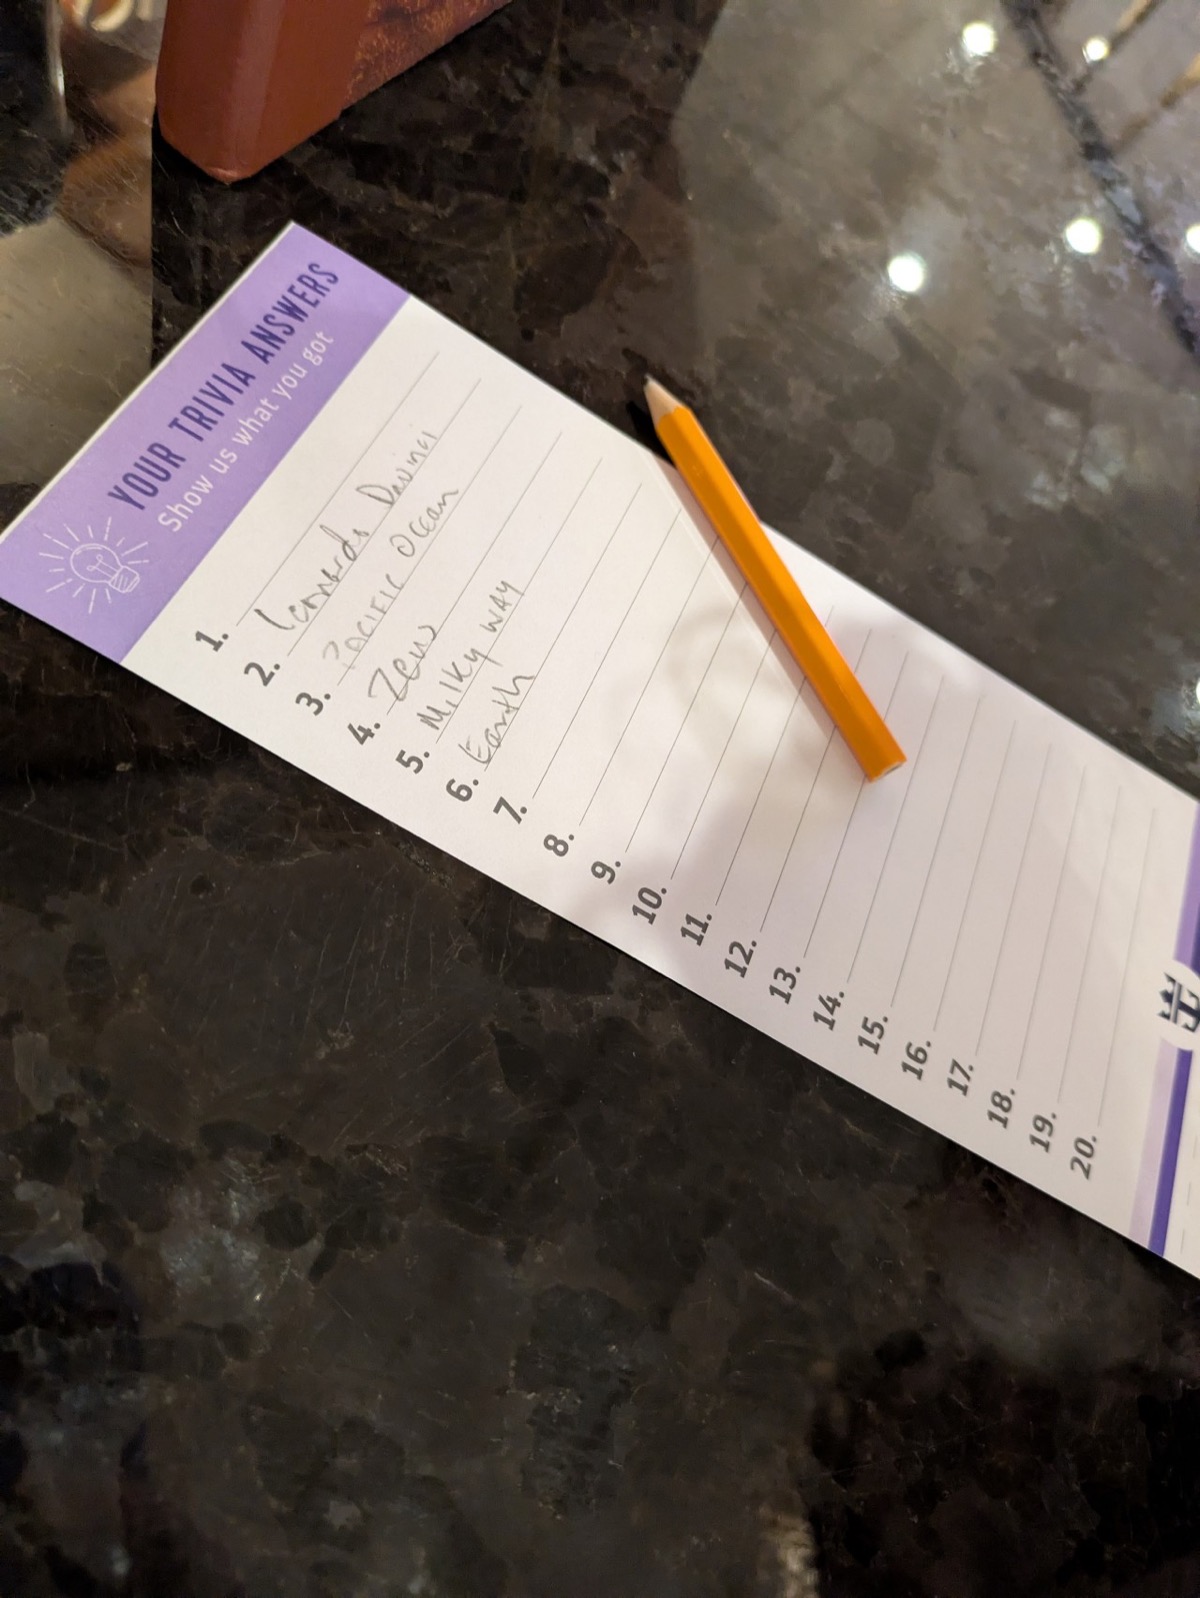 YOUR TRIVIA ANSWERS
Show us what you got
1.
2. Leonardo Davinci
3. Pacific Ocean
4. Zeus
5. Milky Way
6. Earth
7.
8.
9.
10.
11.
12.
13.
14.
15.
16.
17.
18.
19.
20.